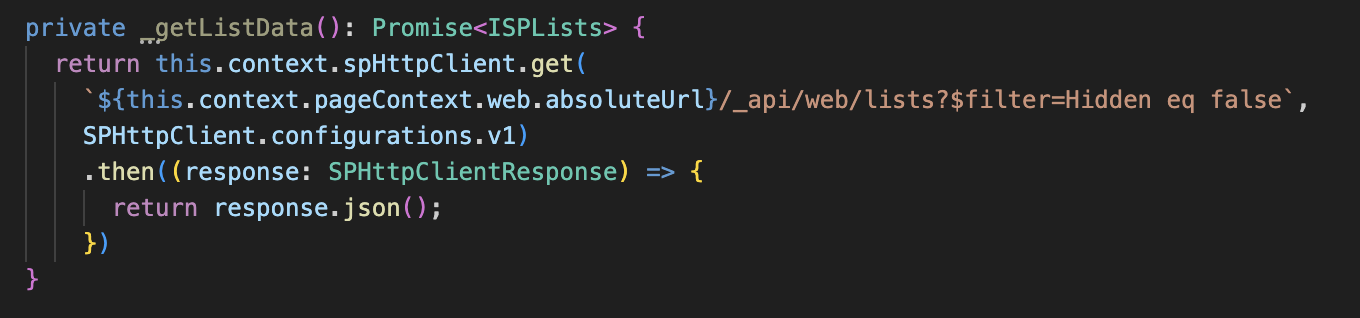 private _getListData(): Promise<ISPLists> {
return this.context.spHttpClient.get(
`${this.context.pageContext.web.absoluteUrl}/_api/web/lists?$filter=Hidden eq false`,
SPHttpClient.configurations.v1)
.then((response: SPHttpClientResponse) => {
return response.json();
})
}